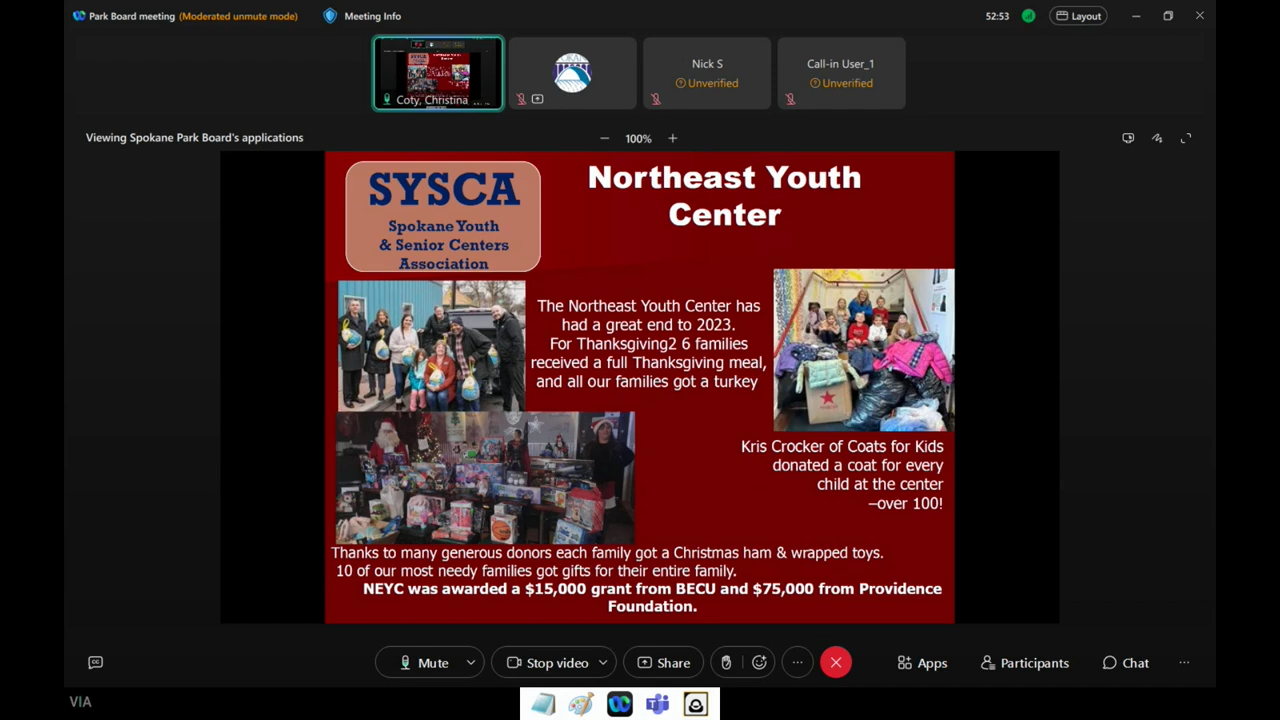 Park Board meeting (Moderated unmute mode)
Meeting Info
52:53
Layout
Coty, Christina
Nick S
Unverified
Call-in User_1
Unverified
Viewing Spokane Park Board's applications
100%
SYSCA
Spokane Youth
& Senior Centers
Association
Northeast Youth
Center
The Northeast Youth Center has
had a great end to 2023.
For Thanksgiving2 6 families
received a full Thanksgiving meal,
and all our families got a turkey
Kris Crocker of Coats for Kids
donated a coat for every
child at the center
–over 100!
Thanks to many generous donors each family got a Christmas ham & wrapped toys.
10 of our most needy families got gifts for their entire family.
NEYC was awarded a $15,000 grant from BECU and $75,000 from Providence
Foundation.
Mute
Stop video
Share
Apps
Participants
Chat
VIA